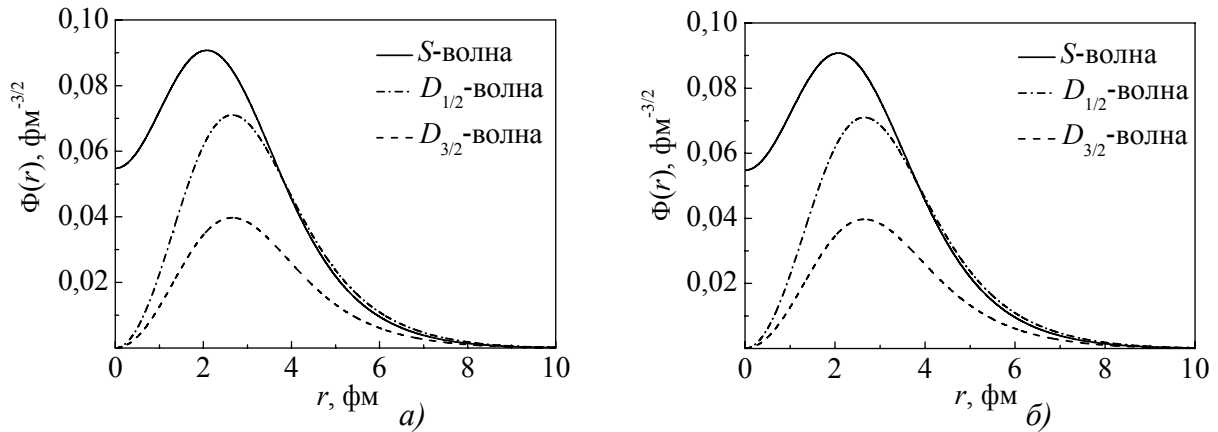 0,10
0,08
0,06
0,04
0,02
Φ(r), фм⁻³/²
S-волна
D₁/₂-волна
D₃/₂-волна
0 2 4 6 8 10
r, фм
а)
0,10
0,08
0,06
0,04
0,02
0,00
Φ(r), фм⁻³/²
S-волна
D₁/₂-волна
D₃/₂-волна
0 2 4 6 8 10
r, фм
б)